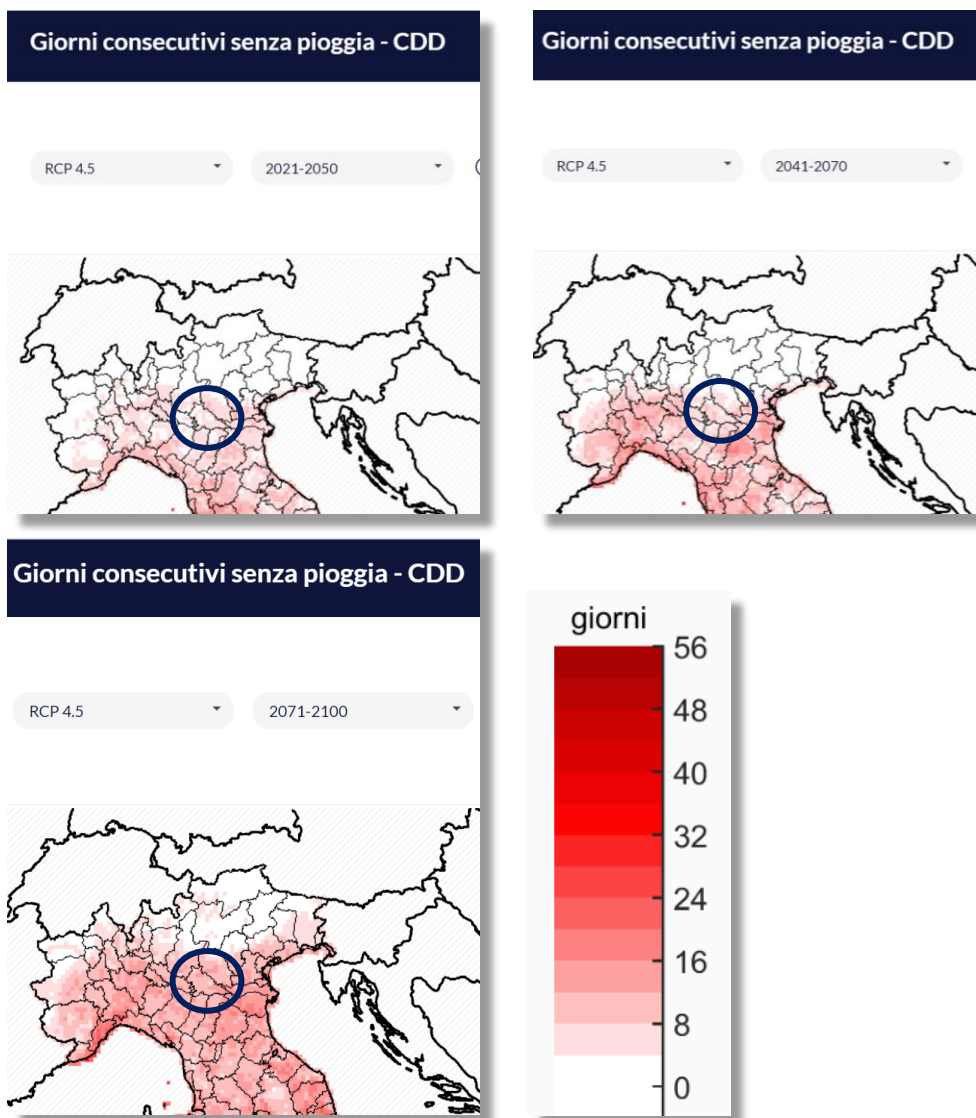 Giorni consecutivi senza pioggia - CDD
RCP 4.5
2021-2050
Giorni consecutivi senza pioggia - CDD
RCP 4.5
2041-2070
Giorni consecutivi senza pioggia - CDD
RCP 4.5
2071-2100
giorni
56
48
40
32
24
16
8
0